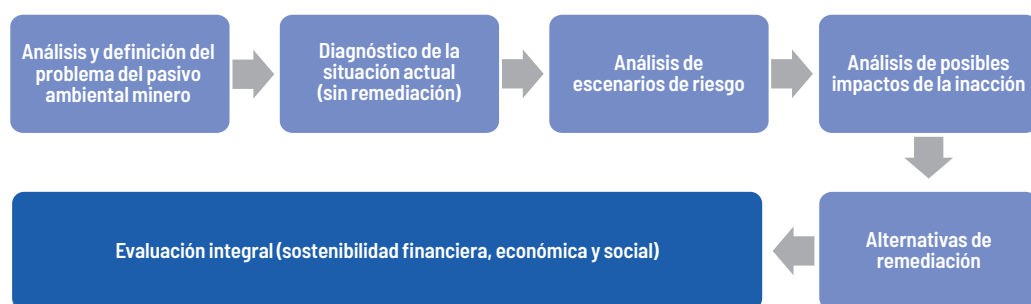 Análisis y definición del
problema del pasivo
ambiental minero
Diagnóstico de la
situación actual
(sin remediación)
Análisis de
escenarios de riesgo
Análisis de posibles
impactos de la inacción
Alternativas de
remediación
Evaluación integral (sostenibilidad financiera, económica y social)